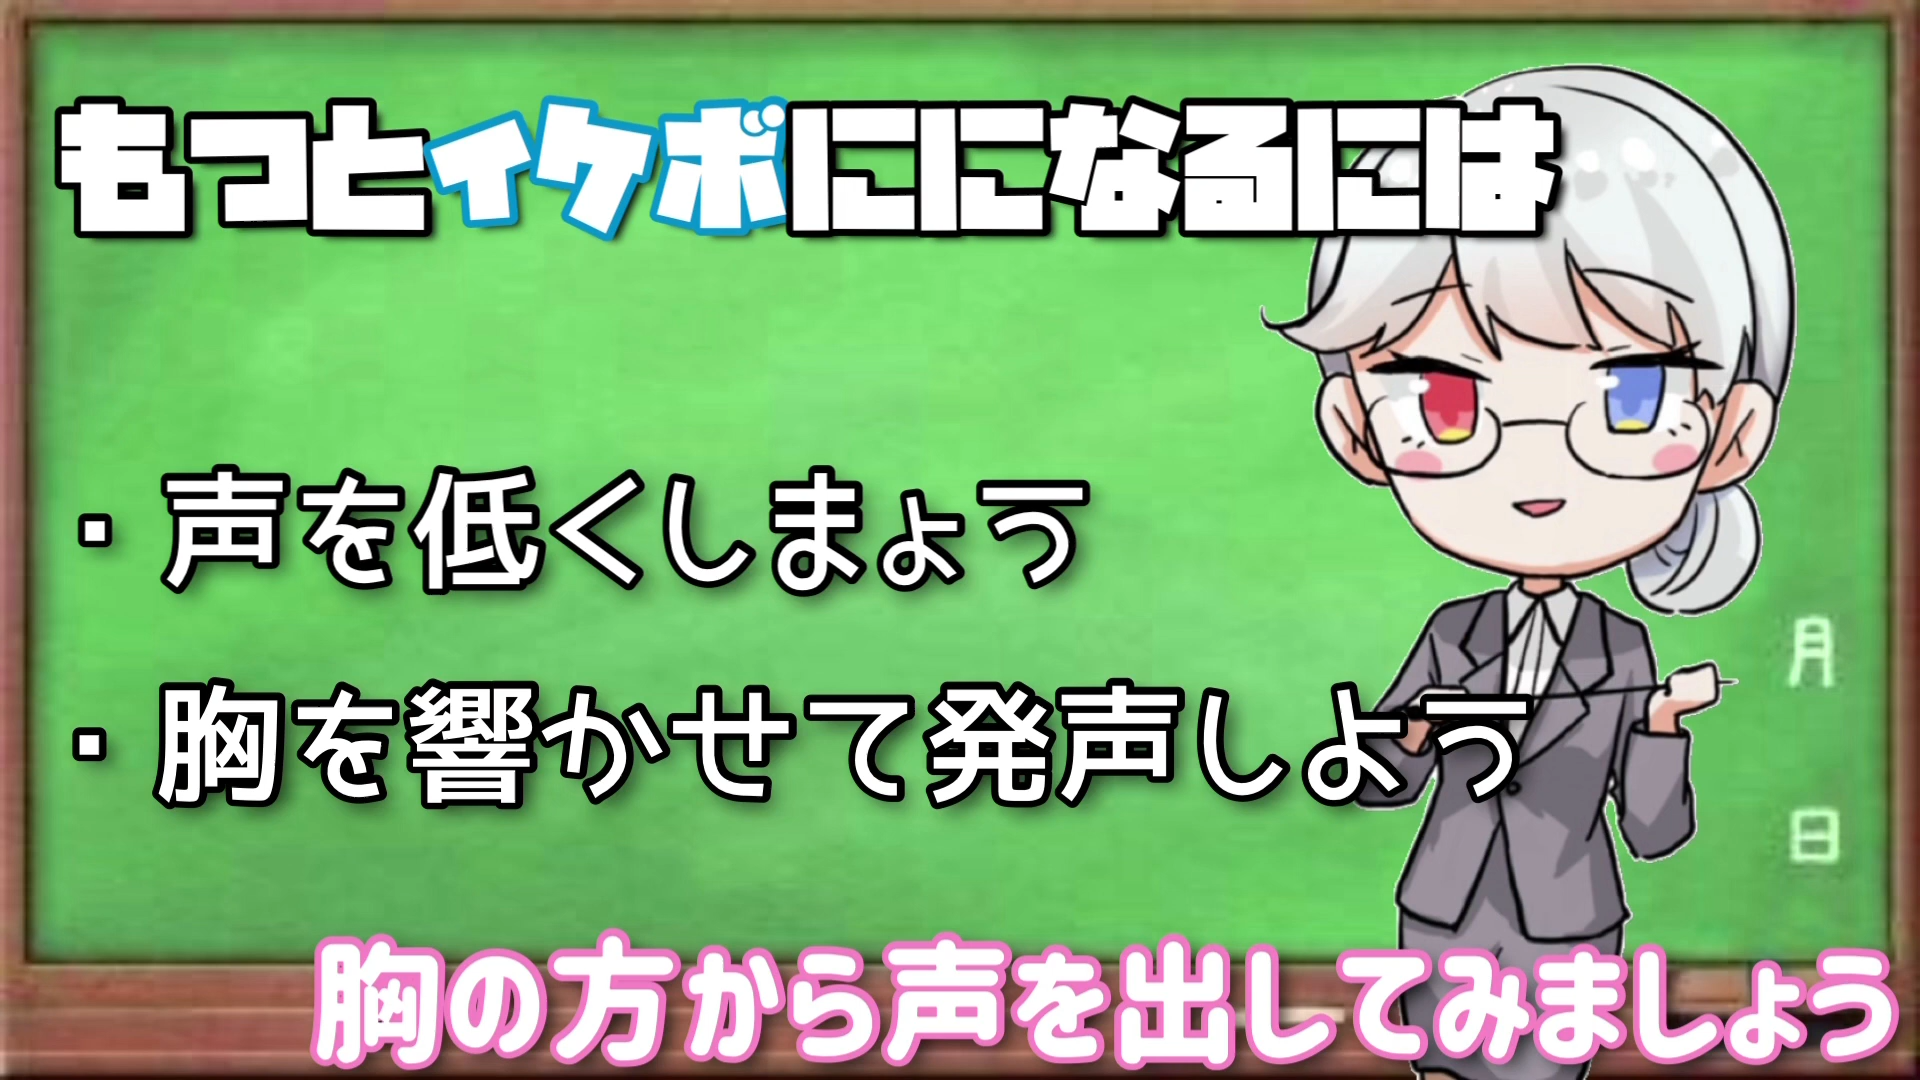 もっとイケボににになるには
・声を低くしまょう
・胸を響かせて発声しよう
月
日
胸の方から声を出してみましょう